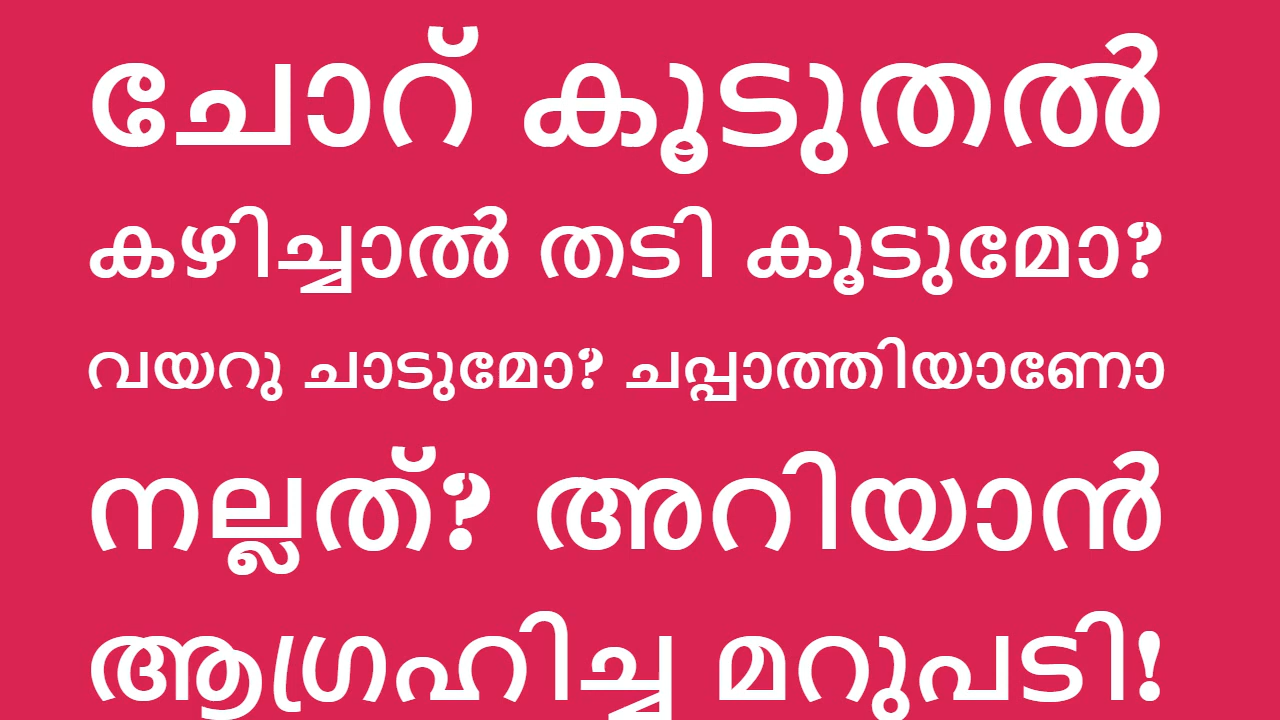 ചോറ് കൂടുതൽ
കഴിച്ചാൽ തടി കൂടുമോ?
വയറു ചാടുമോ? ചപ്പാത്തിയാണോ
നല്ലത്? അറിയാൻ
ആഗ്രഹിച്ച മറുപടി!